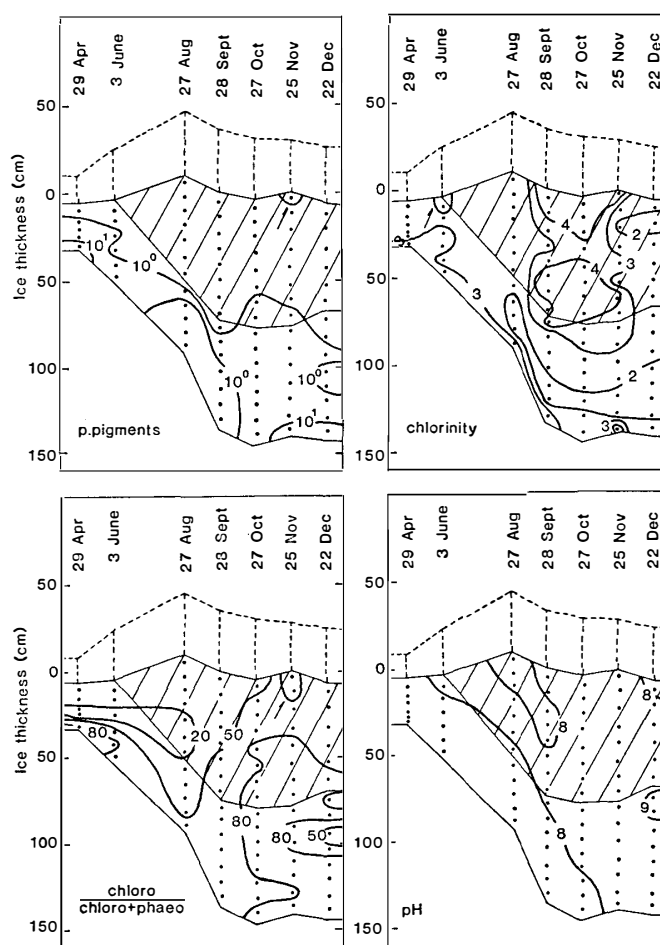 29 Apr
3 June
27 Aug
28 Sept
27 Oct
25 Nov
22 Dec
50
0
50
100
150
Ice thickness (cm)
10¹
10⁰
10⁰
10⁰
10¹
p.pigments
29 Apr
3 June
27 Aug
28 Sept
27 Oct
25 Nov
22 Dec
50
0
50
100
150
4
2
3
4
3
2
3
chlorinity
29 Apr
3 June
27 Aug
28 Sept
27 Oct
25 Nov
22 Dec
50
0
50
100
150
Ice thickness (cm)
20
50
80
80
80
50
chloro
chloro+phaeo
29 Apr
3 June
27 Aug
28 Sept
27 Oct
25 Nov
22 Dec
50
0
50
100
150
8
8
9
8
pH